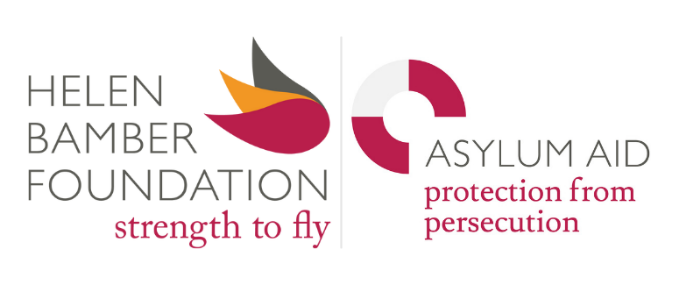 HELEN
BAMBER
FOUNDATION
strength to fly
ASYLUM AID
protection from
persecution